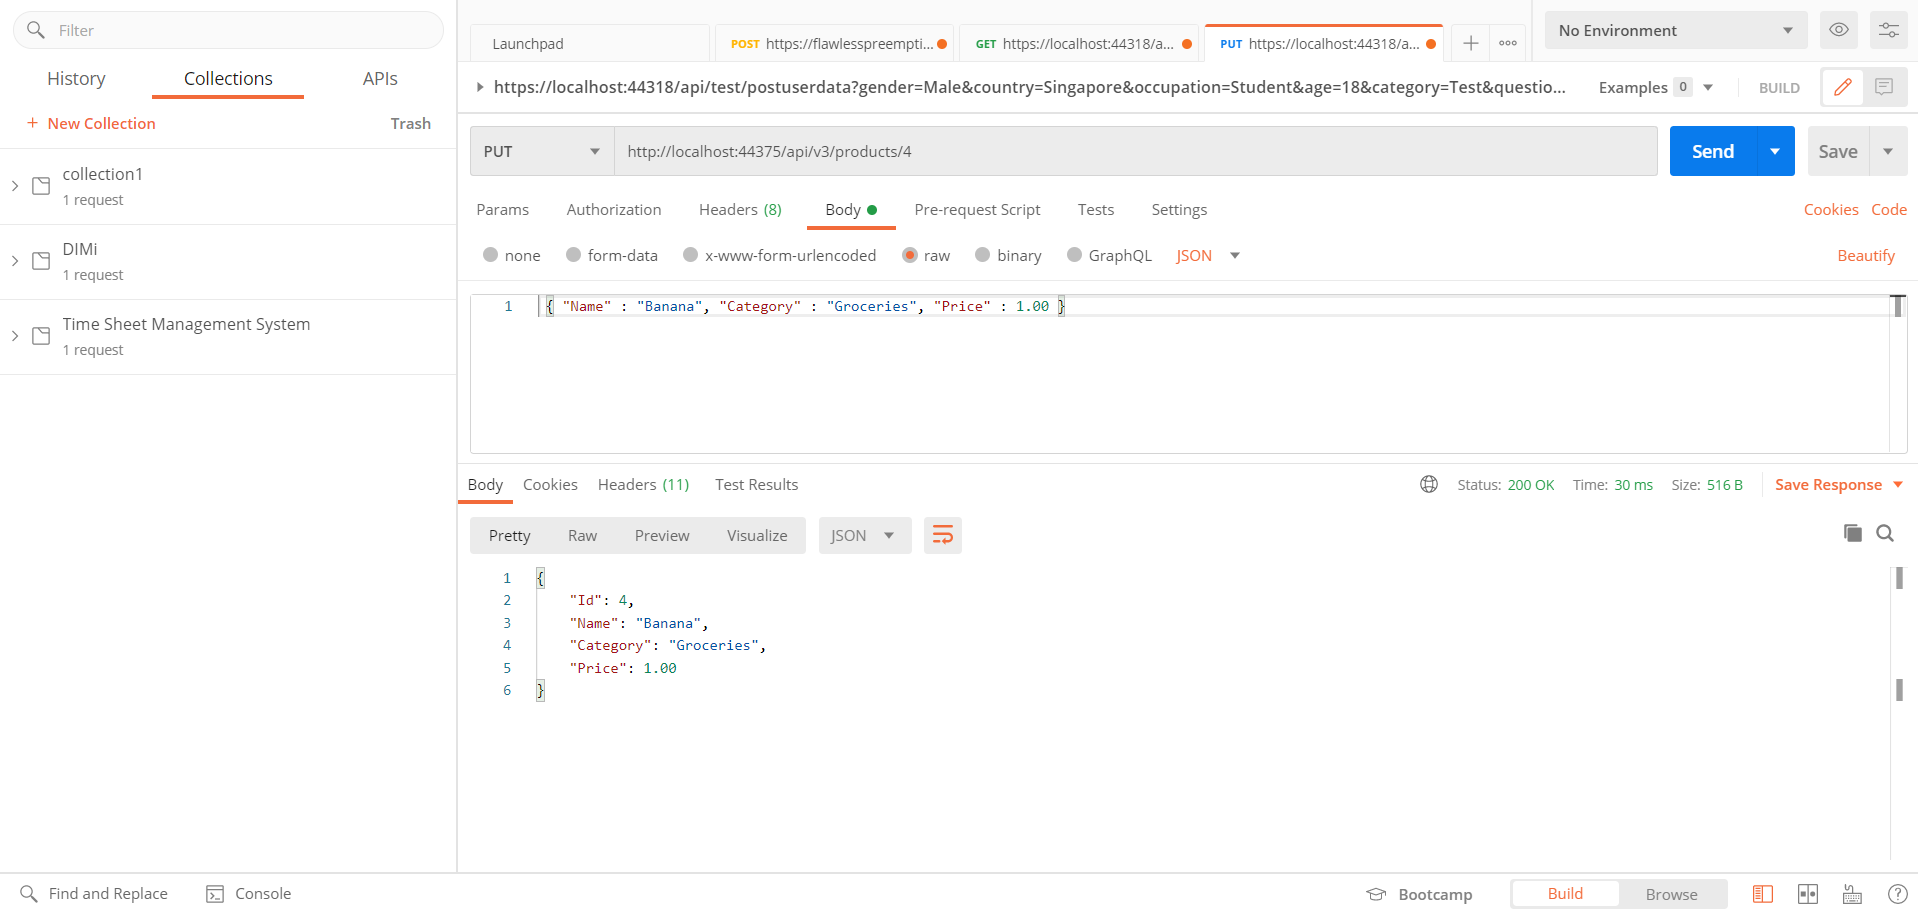 Filter
History Collections APIs
+ New Collection Trash
collection1
1 request
DIMi
1 request
Time Sheet Management System
1 request
Launchpad POST https://flawlesspreempti... GET https://localhost:44318/a... PUT https://localhost:44318/a... No Environment
https://localhost:44318/api/test/postuserdata?gender=Male&country=Singapore&occupation=Student&age=18&category=Test&questio... Examples 0 BUILD
PUT http://localhost:44375/api/v3/products/4 Send Save
Params Authorization Headers (8) Body Pre-request Script Tests Settings Cookies Code
none form-data x-www-form-urlencoded raw binary GraphQL JSON Beautify
1 { "Name" : "Banana", "Category" : "Groceries", "Price" : 1.00 }
Body Cookies Headers (11) Test Results Status: 200 OK Time: 30 ms Size: 516 B Save Response
Pretty Raw Preview Visualize JSON
1 {
2 "Id": 4,
3 "Name": "Banana",
4 "Category": "Groceries",
5 "Price": 1.00
6 }
Find and Replace Console Bootcamp Build Browse